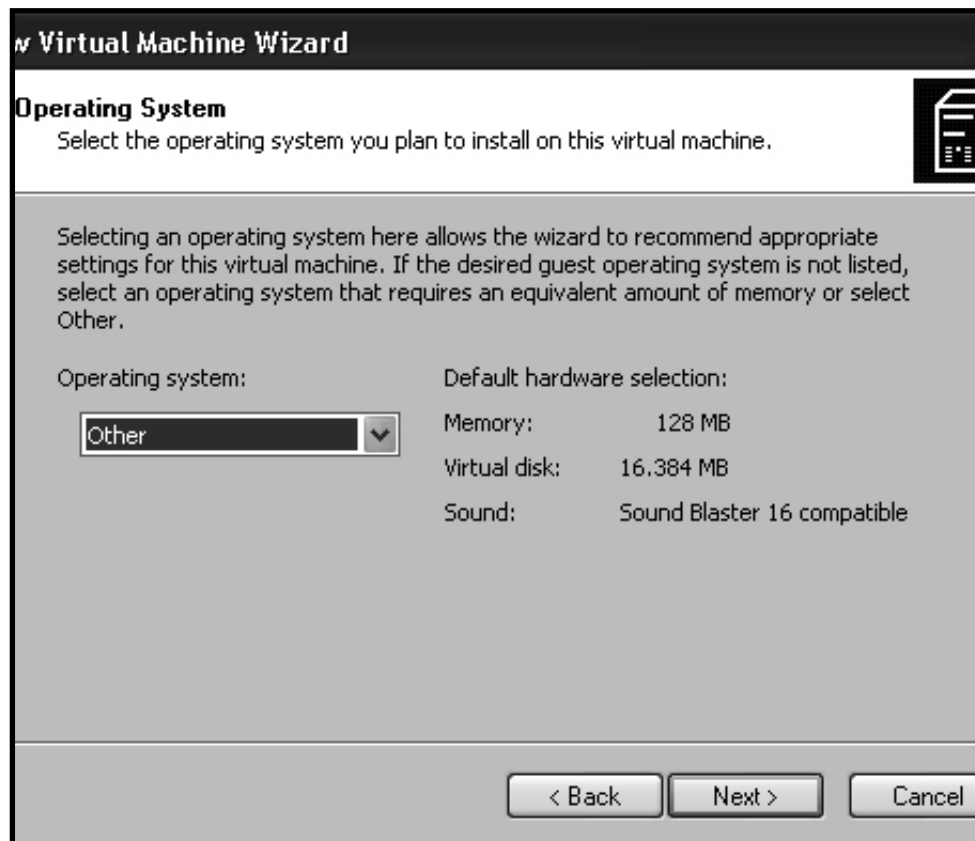 w Virtual Machine Wizard
Operating System
Select the operating system you plan to install on this virtual machine.
Selecting an operating system here allows the wizard to recommend appropriate
settings for this virtual machine. If the desired guest operating system is not listed,
select an operating system that requires an equivalent amount of memory or select
Other.
Operating system:
Other
Default hardware selection:
Memory: 128 MB
Virtual disk: 16.384 MB
Sound: Sound Blaster 16 compatible
< Back Next > Cancel